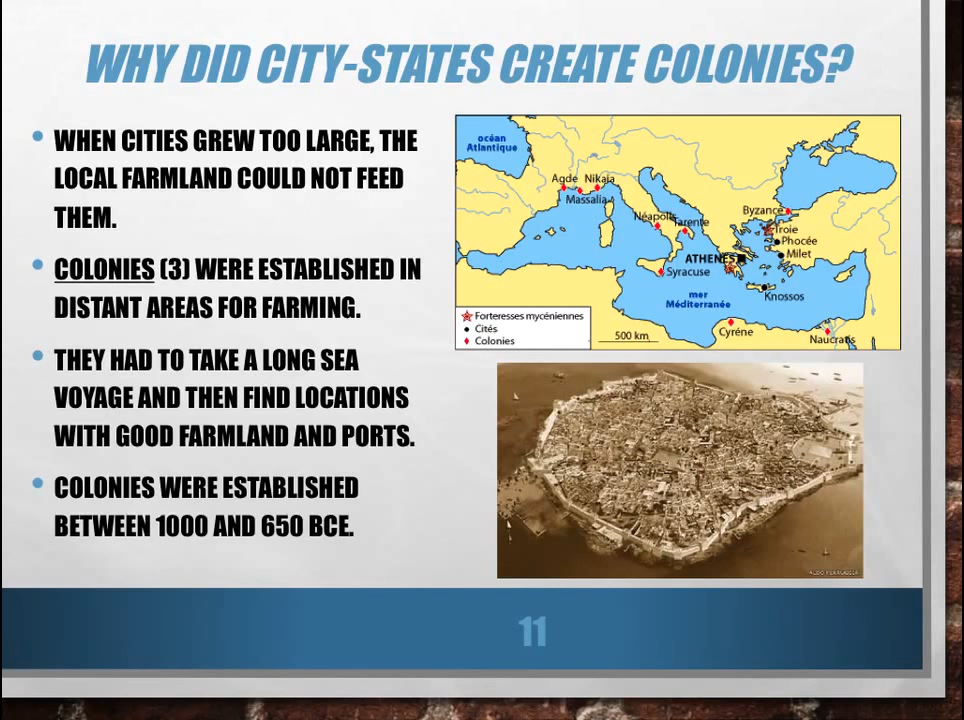 WHY DID CITY-STATES CREATE COLONIES?
• WHEN CITIES GREW TOO LARGE, THE
LOCAL FARMLAND COULD NOT FEED
THEM.
• COLONIES (3) WERE ESTABLISHED IN
DISTANT AREAS FOR FARMING.
• THEY HAD TO TAKE A LONG SEA
VOYAGE AND THEN FIND LOCATIONS
WITH GOOD FARMLAND AND PORTS.
• COLONIES WERE ESTABLISHED
BETWEEN 1000 AND 650 BCE.
océan
Atlantique
Agde Nikaia
Massalia
Néapolis
Tarente
Byzance
Troie
Phocée
ATHENES
Milet
Syracuse
mer
Méditerranée
Knossos
Cyréne
Naucratis
Forteresses mycéniennes
Cités
Colonies
500 km
11